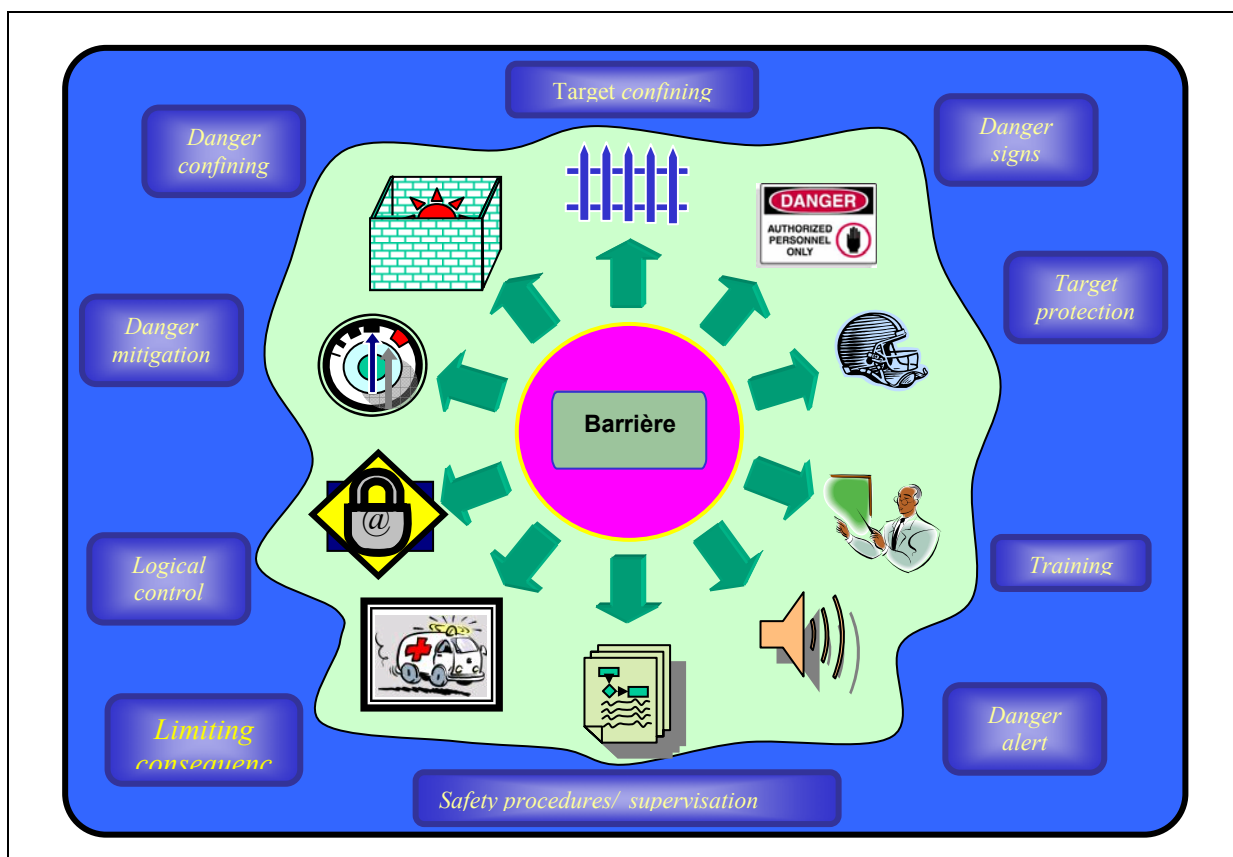 Target confining
Danger
confining
Danger
signs
DANGER
AUTHORIZED
PERSONNEL
ONLY
Target
protection
Danger
mitigation
Barrière
@
Logical
control
Training
Limiting
consequenc
Danger
alert
Safety procedures/ supervisation